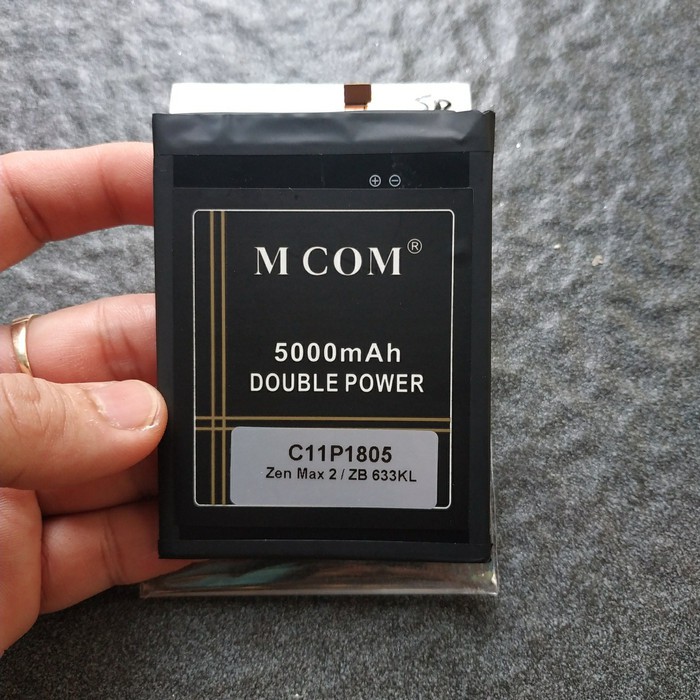 ⊕ ⊖
M COM®
5000mAh
DOUBLE POWER
C11P1805
Zen Max 2 / ZB 633KL